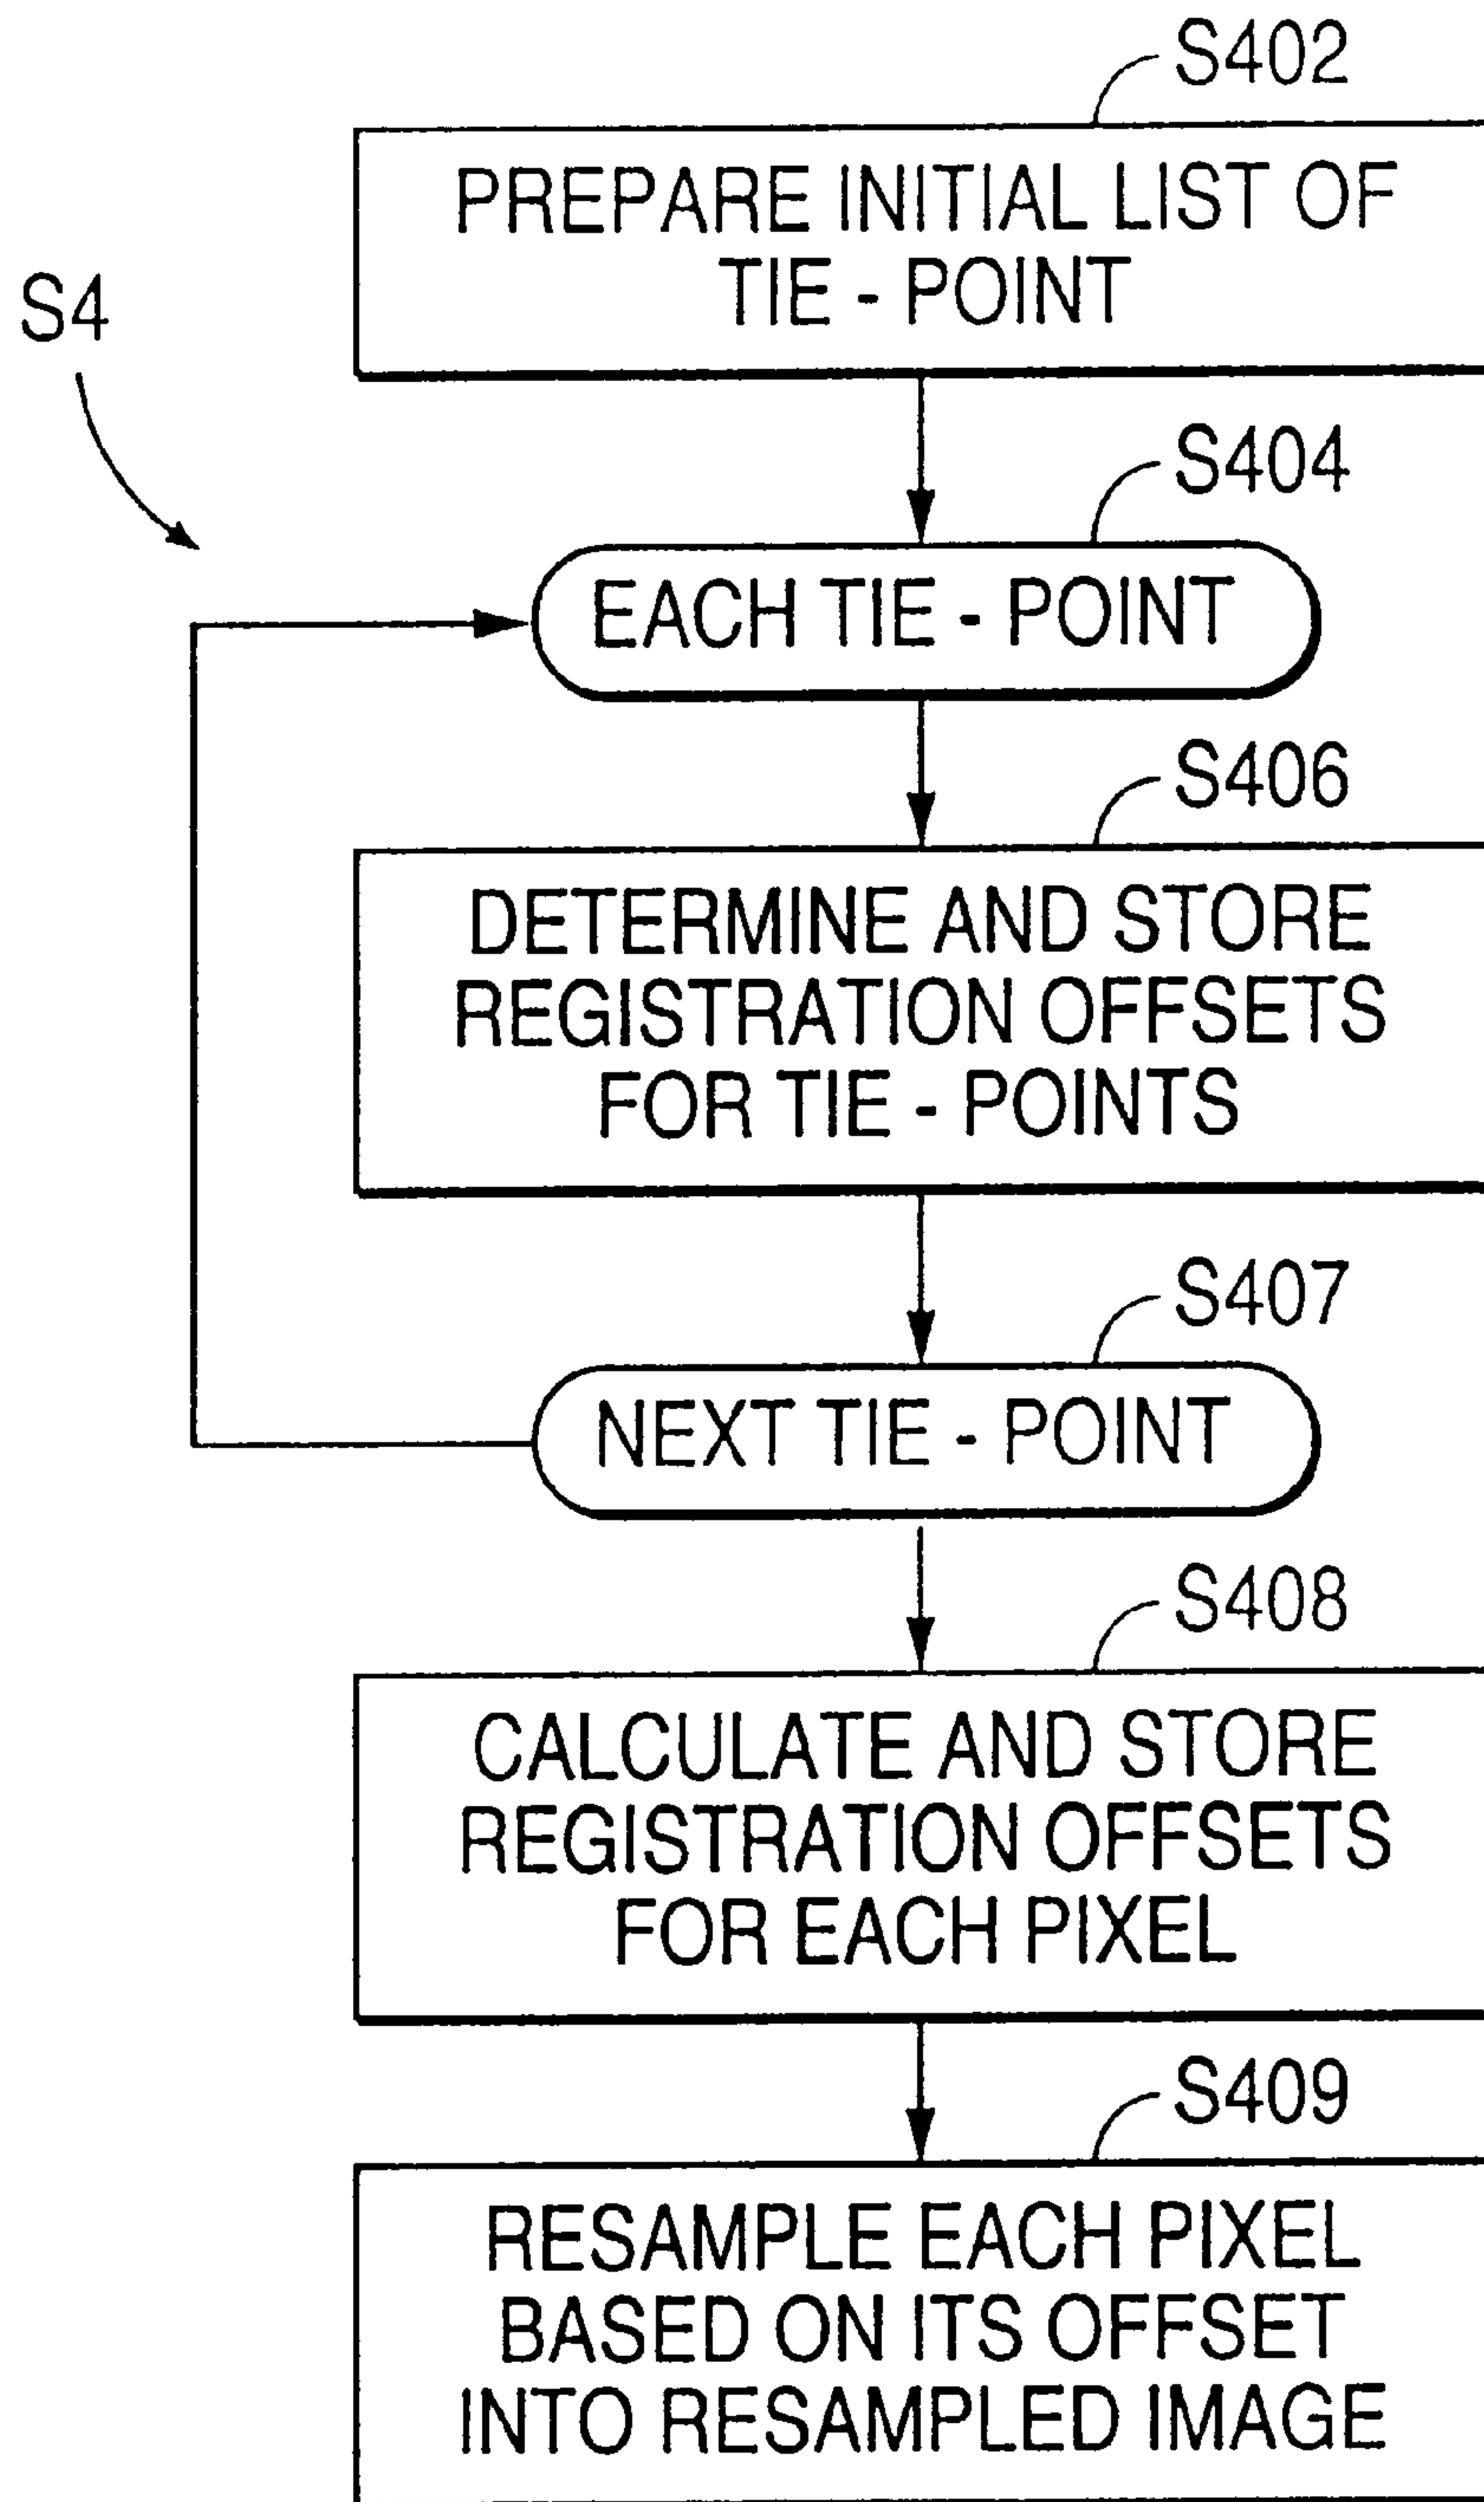 S402
PREPARE INITIAL LIST OF
TIE - POINT
S4
S404
EACH TIE - POINT
S406
DETERMINE AND STORE
REGISTRATION OFFSETS
FOR TIE - POINTS
S407
NEXT TIE - POINT
S408
CALCULATE AND STORE
REGISTRATION OFFSETS
FOR EACH PIXEL
S409
RESAMPLE EACH PIXEL
BASED ON ITS OFFSET
INTO RESAMPLED IMAGE